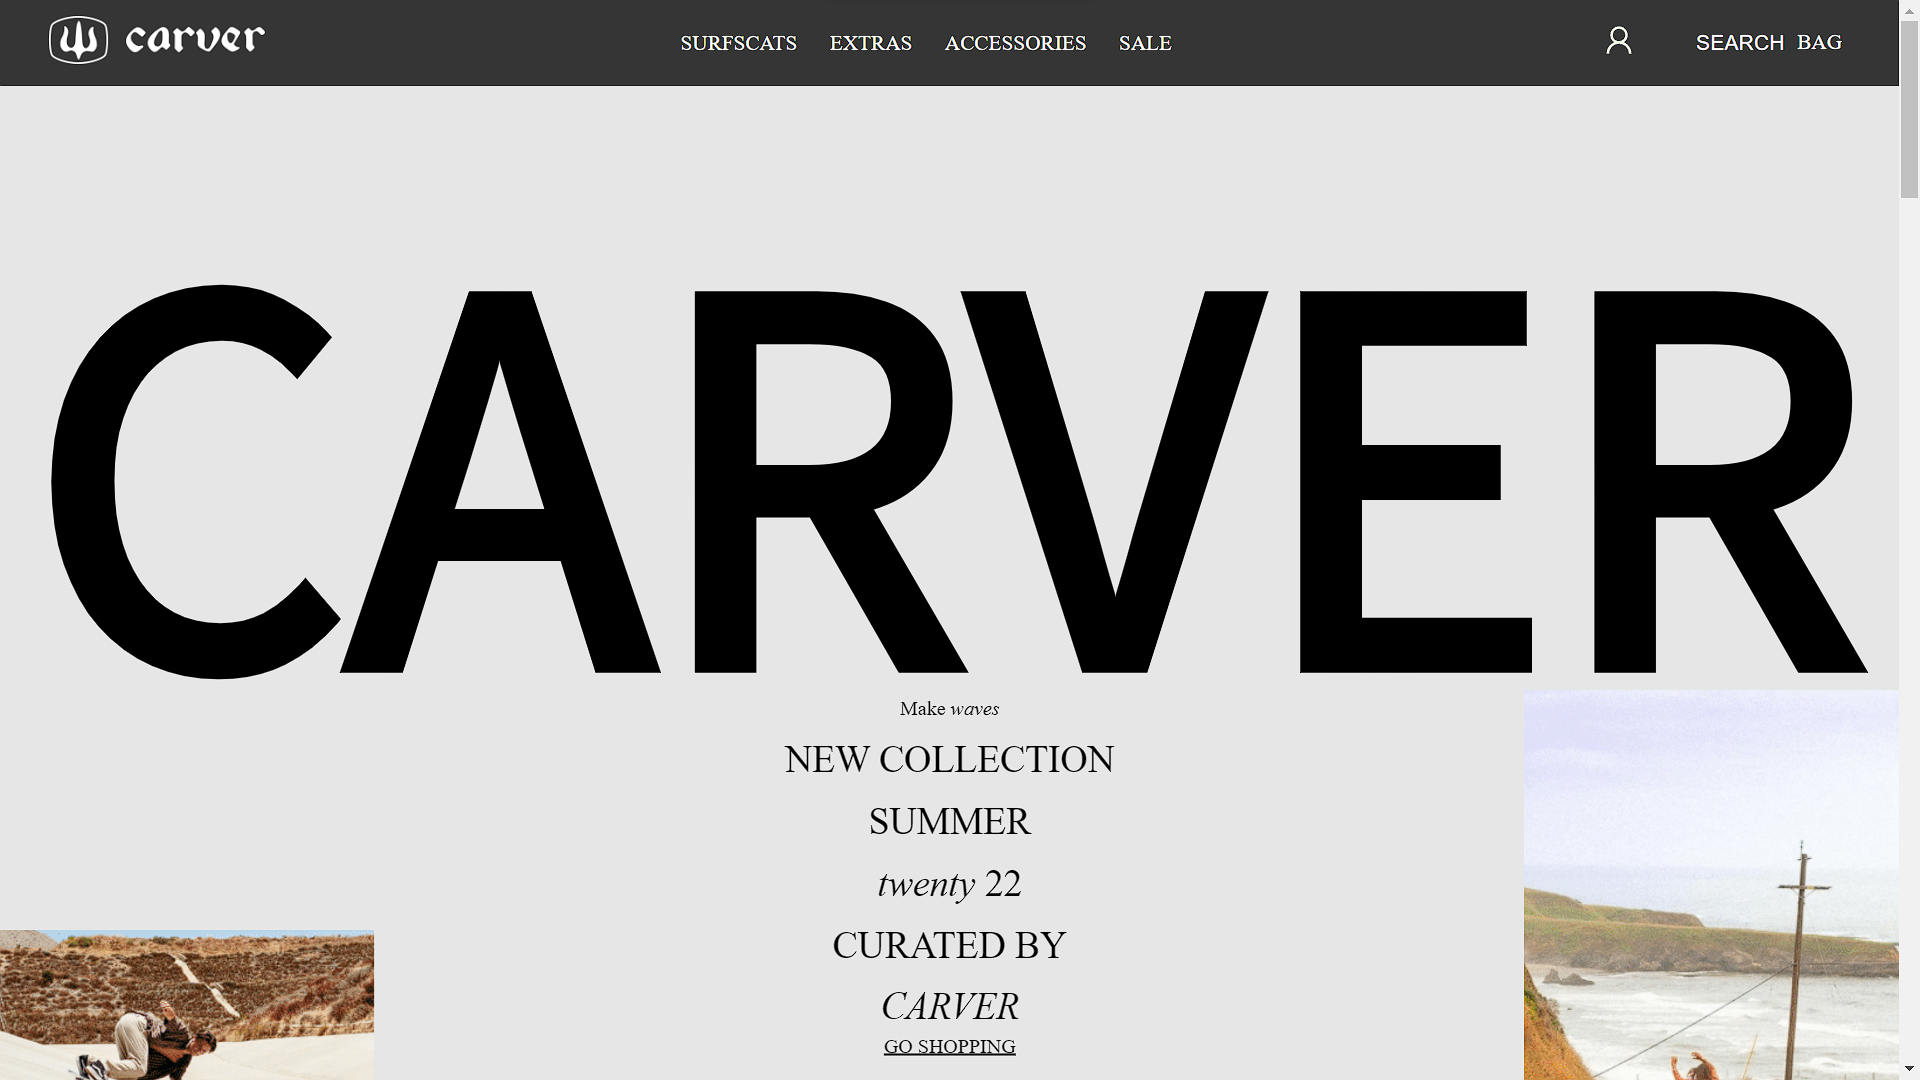 carver
SURFSCATS EXTRAS ACCESSORIES SALE
SEARCH BAG
CARVER
Make waves
NEW COLLECTION
SUMMER
twenty 22
CURATED BY
CARVER
GO SHOPPING